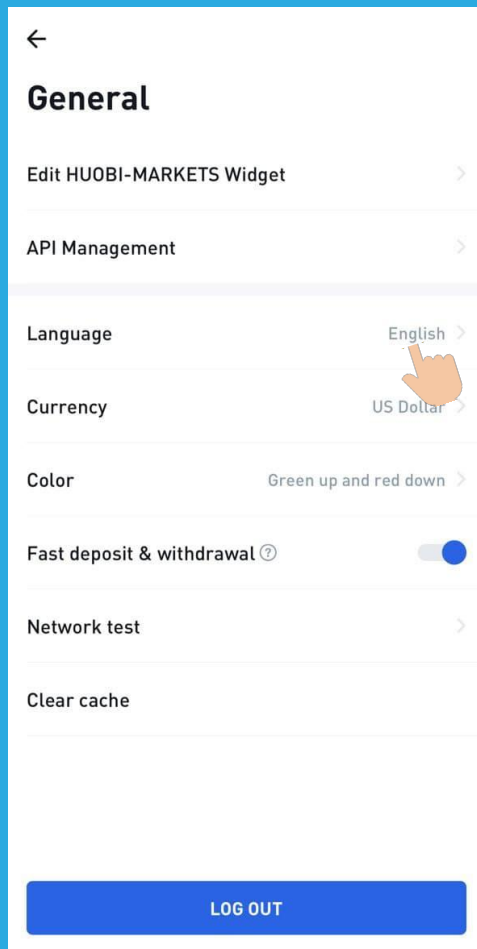 General
Edit HUOBI-MARKETS Widget
API Management
Language English
Currency US Dollar
Color Green up and red down
Fast deposit & withdrawal ?
Network test
Clear cache
LOG OUT